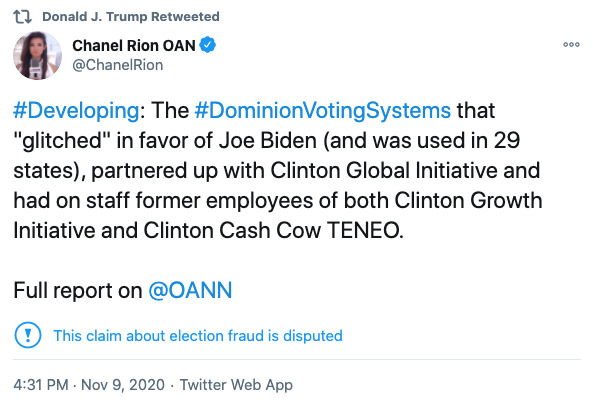 Donald J. Trump Retweeted
Chanel Rion OAN
@ChanelRion
#Developing: The #DominionVotingSystems that
"glitched" in favor of Joe Biden (and was used in 29
states), partnered up with Clinton Global Initiative and
had on staff former employees of both Clinton Growth
Initiative and Clinton Cash Cow TENEO.
Full report on @OANN
This claim about election fraud is disputed
4:31 PM · Nov 9, 2020 · Twitter Web App